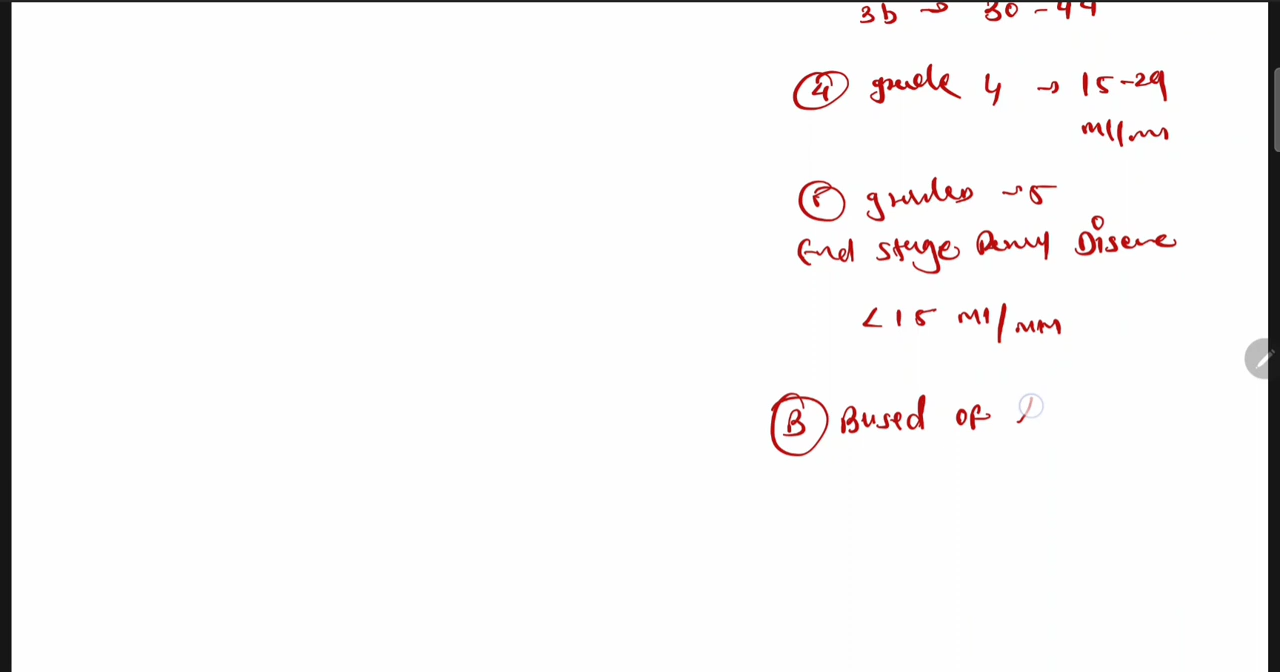 3b → 30 - 44
④ grade 4 → 15-29
ml/min
grades → 5
End stage Renal Disease
< 15 ml/min
Ⓑ Based of